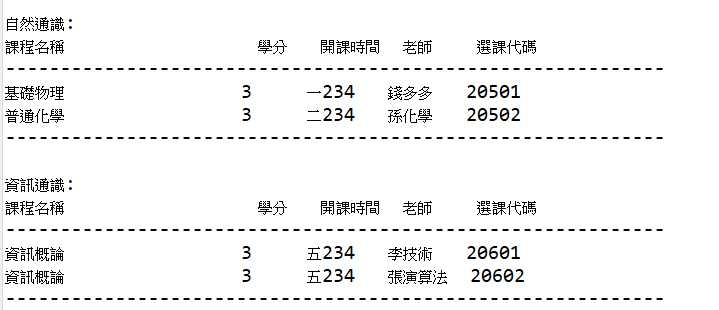 自然通識:
課程名稱 學分 開課時間 老師 選課代碼
------------------------------------------------------------------
基礎物理 3 一234 錢多多 20501
普通化學 3 二234 孫化學 20502
------------------------------------------------------------------
資訊通識:
課程名稱 學分 開課時間 老師 選課代碼
------------------------------------------------------------------
資訊概論 3 五234 李技術 20601
資訊概論 3 五234 張演算法 20602
------------------------------------------------------------------